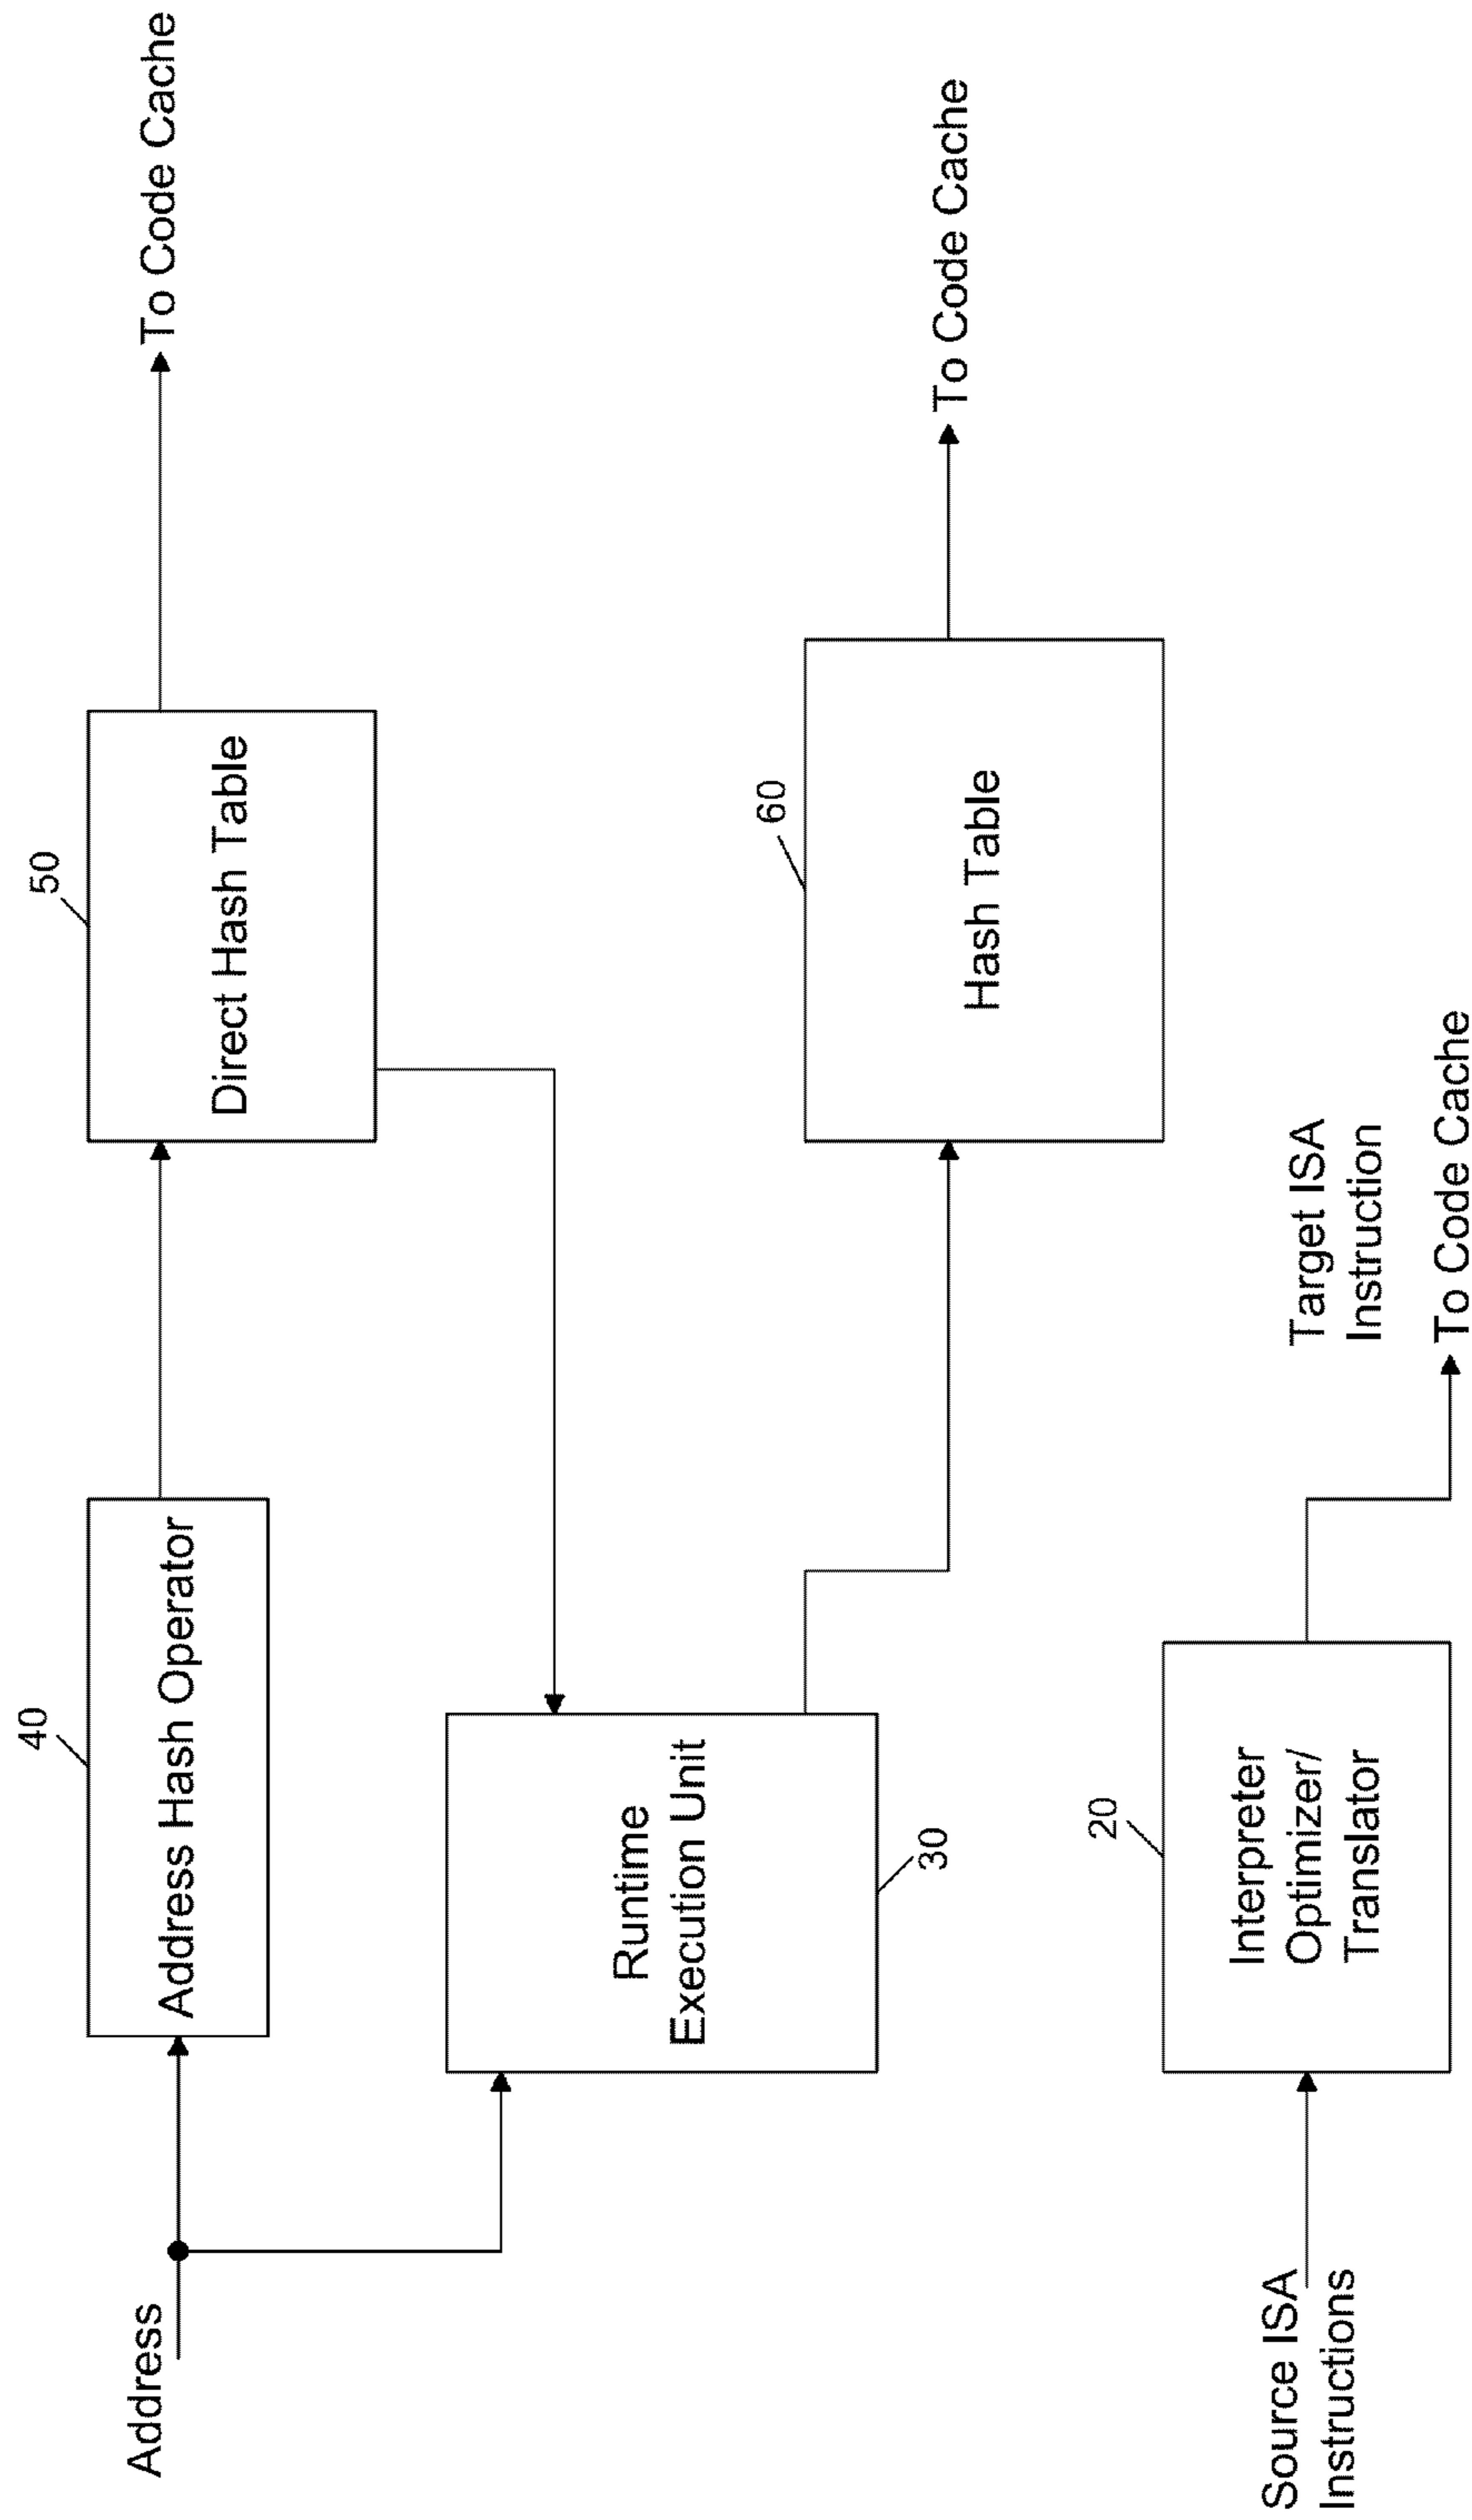 40
50
Address
Address Hash Operator
Direct Hash Table
To Code Cache
Runtime
Execution Unit
30
60
Hash Table
To Code Cache
20
Source ISA
Instructions
Interpreter
Optimizer/
Translator
Target ISA
Instruction
To Code Cache